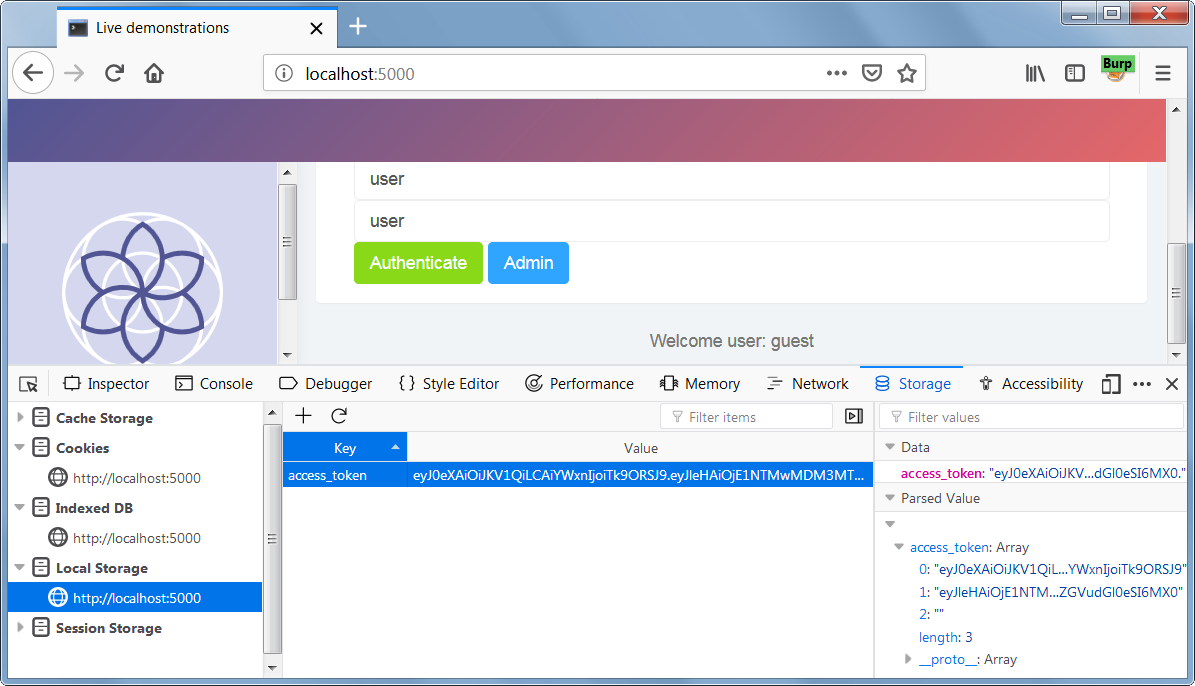 Live demonstrations
localhost:5000
Burp
user
user
Authenticate Admin
Welcome user: guest
Inspector Console Debugger {} Style Editor Performance Memory Network Storage Accessibility
Cache Storage
Cookies
http://localhost:5000
Indexed DB
http://localhost:5000
Local Storage
http://localhost:5000
Session Storage
Filter items
Key Value
access_token eyJ0eXAiOiJKV1QiLCAiYWxnIjoiTk9ORSJ9.eyJleHAiOjE1NTMwMDM3MT...
Filter values
Data
access_token: "eyJ0eXAiOiJKV...dGl0eSI6MX0."
Parsed Value
access_token: Array
0: "eyJ0eXAiOiJKV1QiL...YWxnIjoiTk9ORSJ9"
1: "eyJleHAiOjE1NTM...ZGVudGl0eSI6MX0"
2: ""
length: 3
__proto__: Array